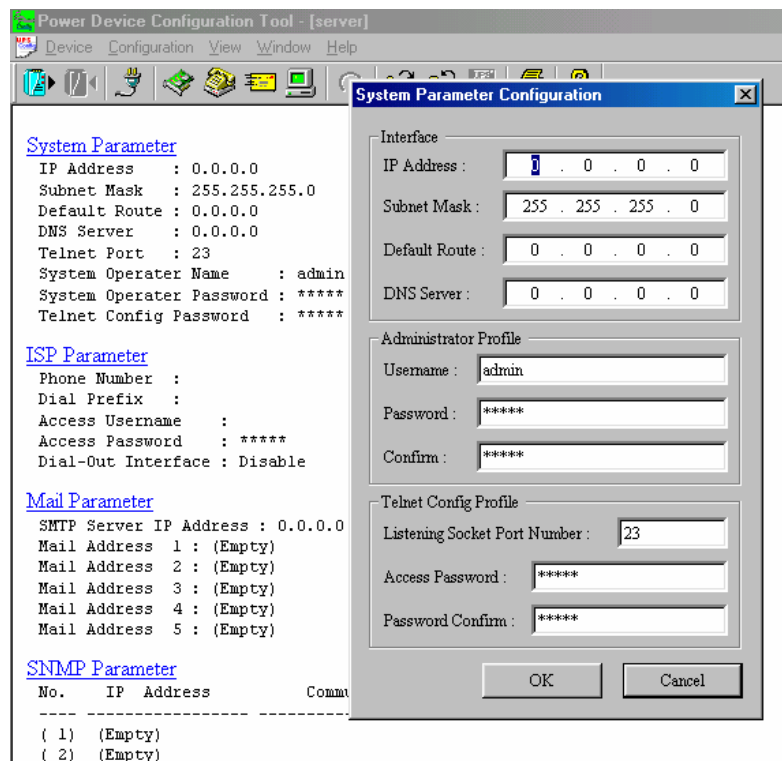 Power Device Configuration Tool - [server]
Device Configuration View Window Help
System Parameter
IP Address : 0.0.0.0
Subnet Mask : 255.255.255.0
Default Route : 0.0.0.0
DNS Server : 0.0.0.0
Telnet Port : 23
System Operater Name : admin
System Operater Password : *****
Telnet Config Password : *****
ISP Parameter
Phone Number :
Dial Prefix :
Access Username :
Access Password : *****
Dial-Out Interface : Disable
Mail Parameter
SMTP Server IP Address : 0.0.0.0
Mail Address 1 : (Empty)
Mail Address 2 : (Empty)
Mail Address 3 : (Empty)
Mail Address 4 : (Empty)
Mail Address 5 : (Empty)
SNMP Parameter
No. IP Address
---- ------------------ ----------
( 1) (Empty)
( 2) (Empty)
System Parameter Configuration
Interface
IP Address : 0 . 0 . 0 . 0
Subnet Mask : 255 . 255 . 255 . 0
Default Route : 0 . 0 . 0 . 0
DNS Server : 0 . 0 . 0 . 0
Administrator Profile
Username : admin
Password : *****
Confirm : *****
Telnet Config Profile
Listening Socket Port Number : 23
Access Password : *****
Password Confirm : *****
OK Cancel